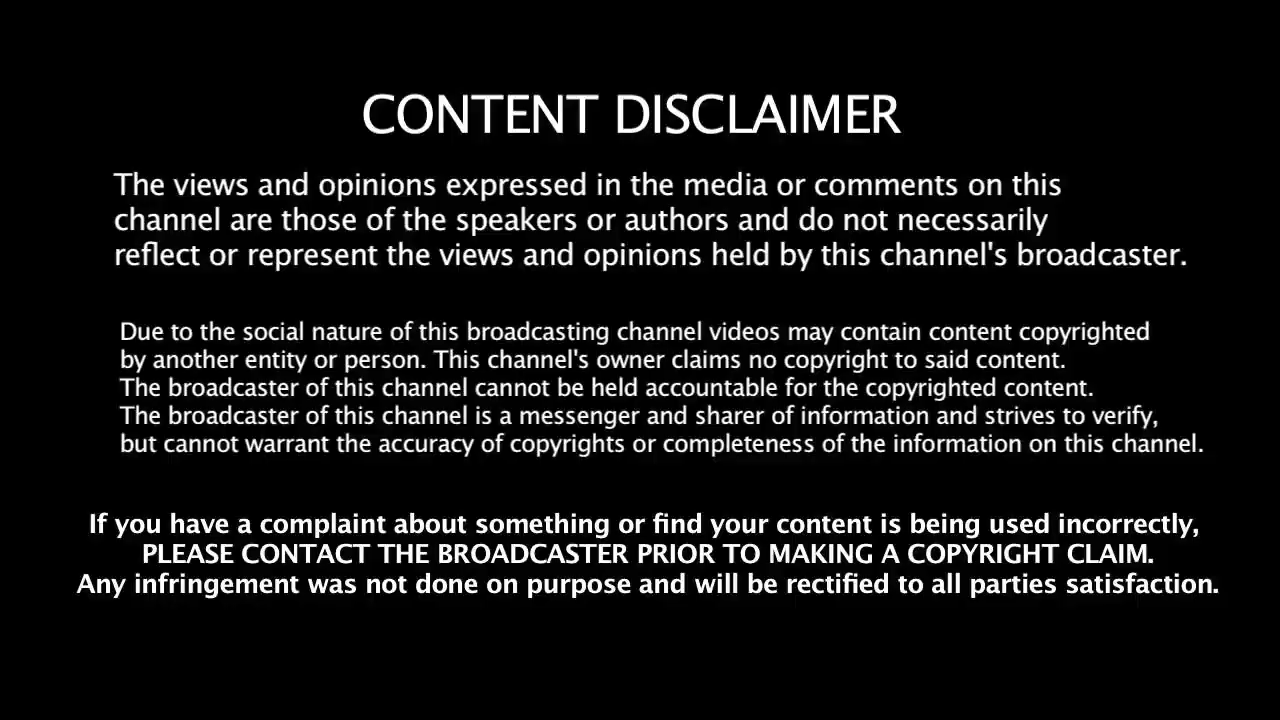 CONTENT DISCLAIMER
The views and opinions expressed in the media or comments on this
channel are those of the speakers or authors and do not necessarily
reflect or represent the views and opinions held by this channel's broadcaster.
Due to the social nature of this broadcasting channel videos may contain content copyrighted
by another entity or person. This channel's owner claims no copyright to said content.
The broadcaster of this channel cannot be held accountable for the copyrighted content.
The broadcaster of this channel is a messenger and sharer of information and strives to verify,
but cannot warrant the accuracy of copyrights or completeness of the information on this channel.
If you have a complaint about something or find your content is being used incorrectly,
PLEASE CONTACT THE BROADCASTER PRIOR TO MAKING A COPYRIGHT CLAIM.
Any infringement was not done on purpose and will be rectified to all parties satisfaction.